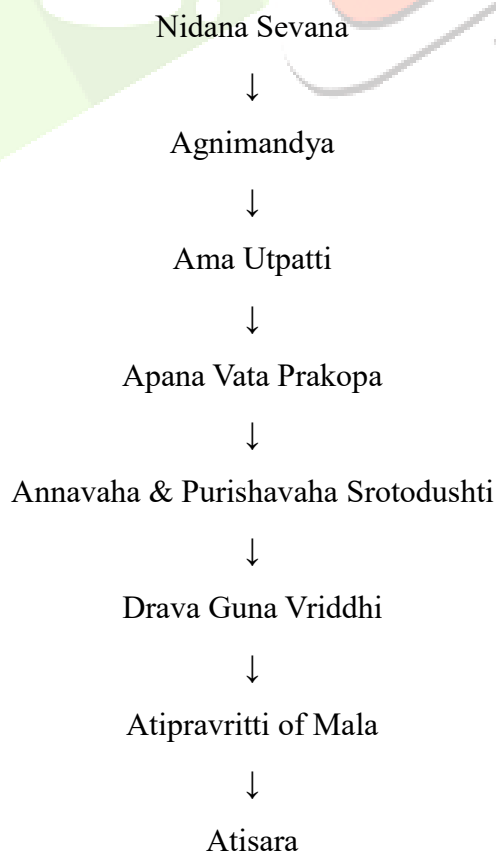 Nidana Sevana
↓
Agnimandya
↓
Ama Utpatti
↓
Apana Vata Prakopa
↓
Annavaha & Purishavaha Srotodushti
↓
Drava Guna Vriddhi
↓
Atipravritti of Mala
↓
Atisara